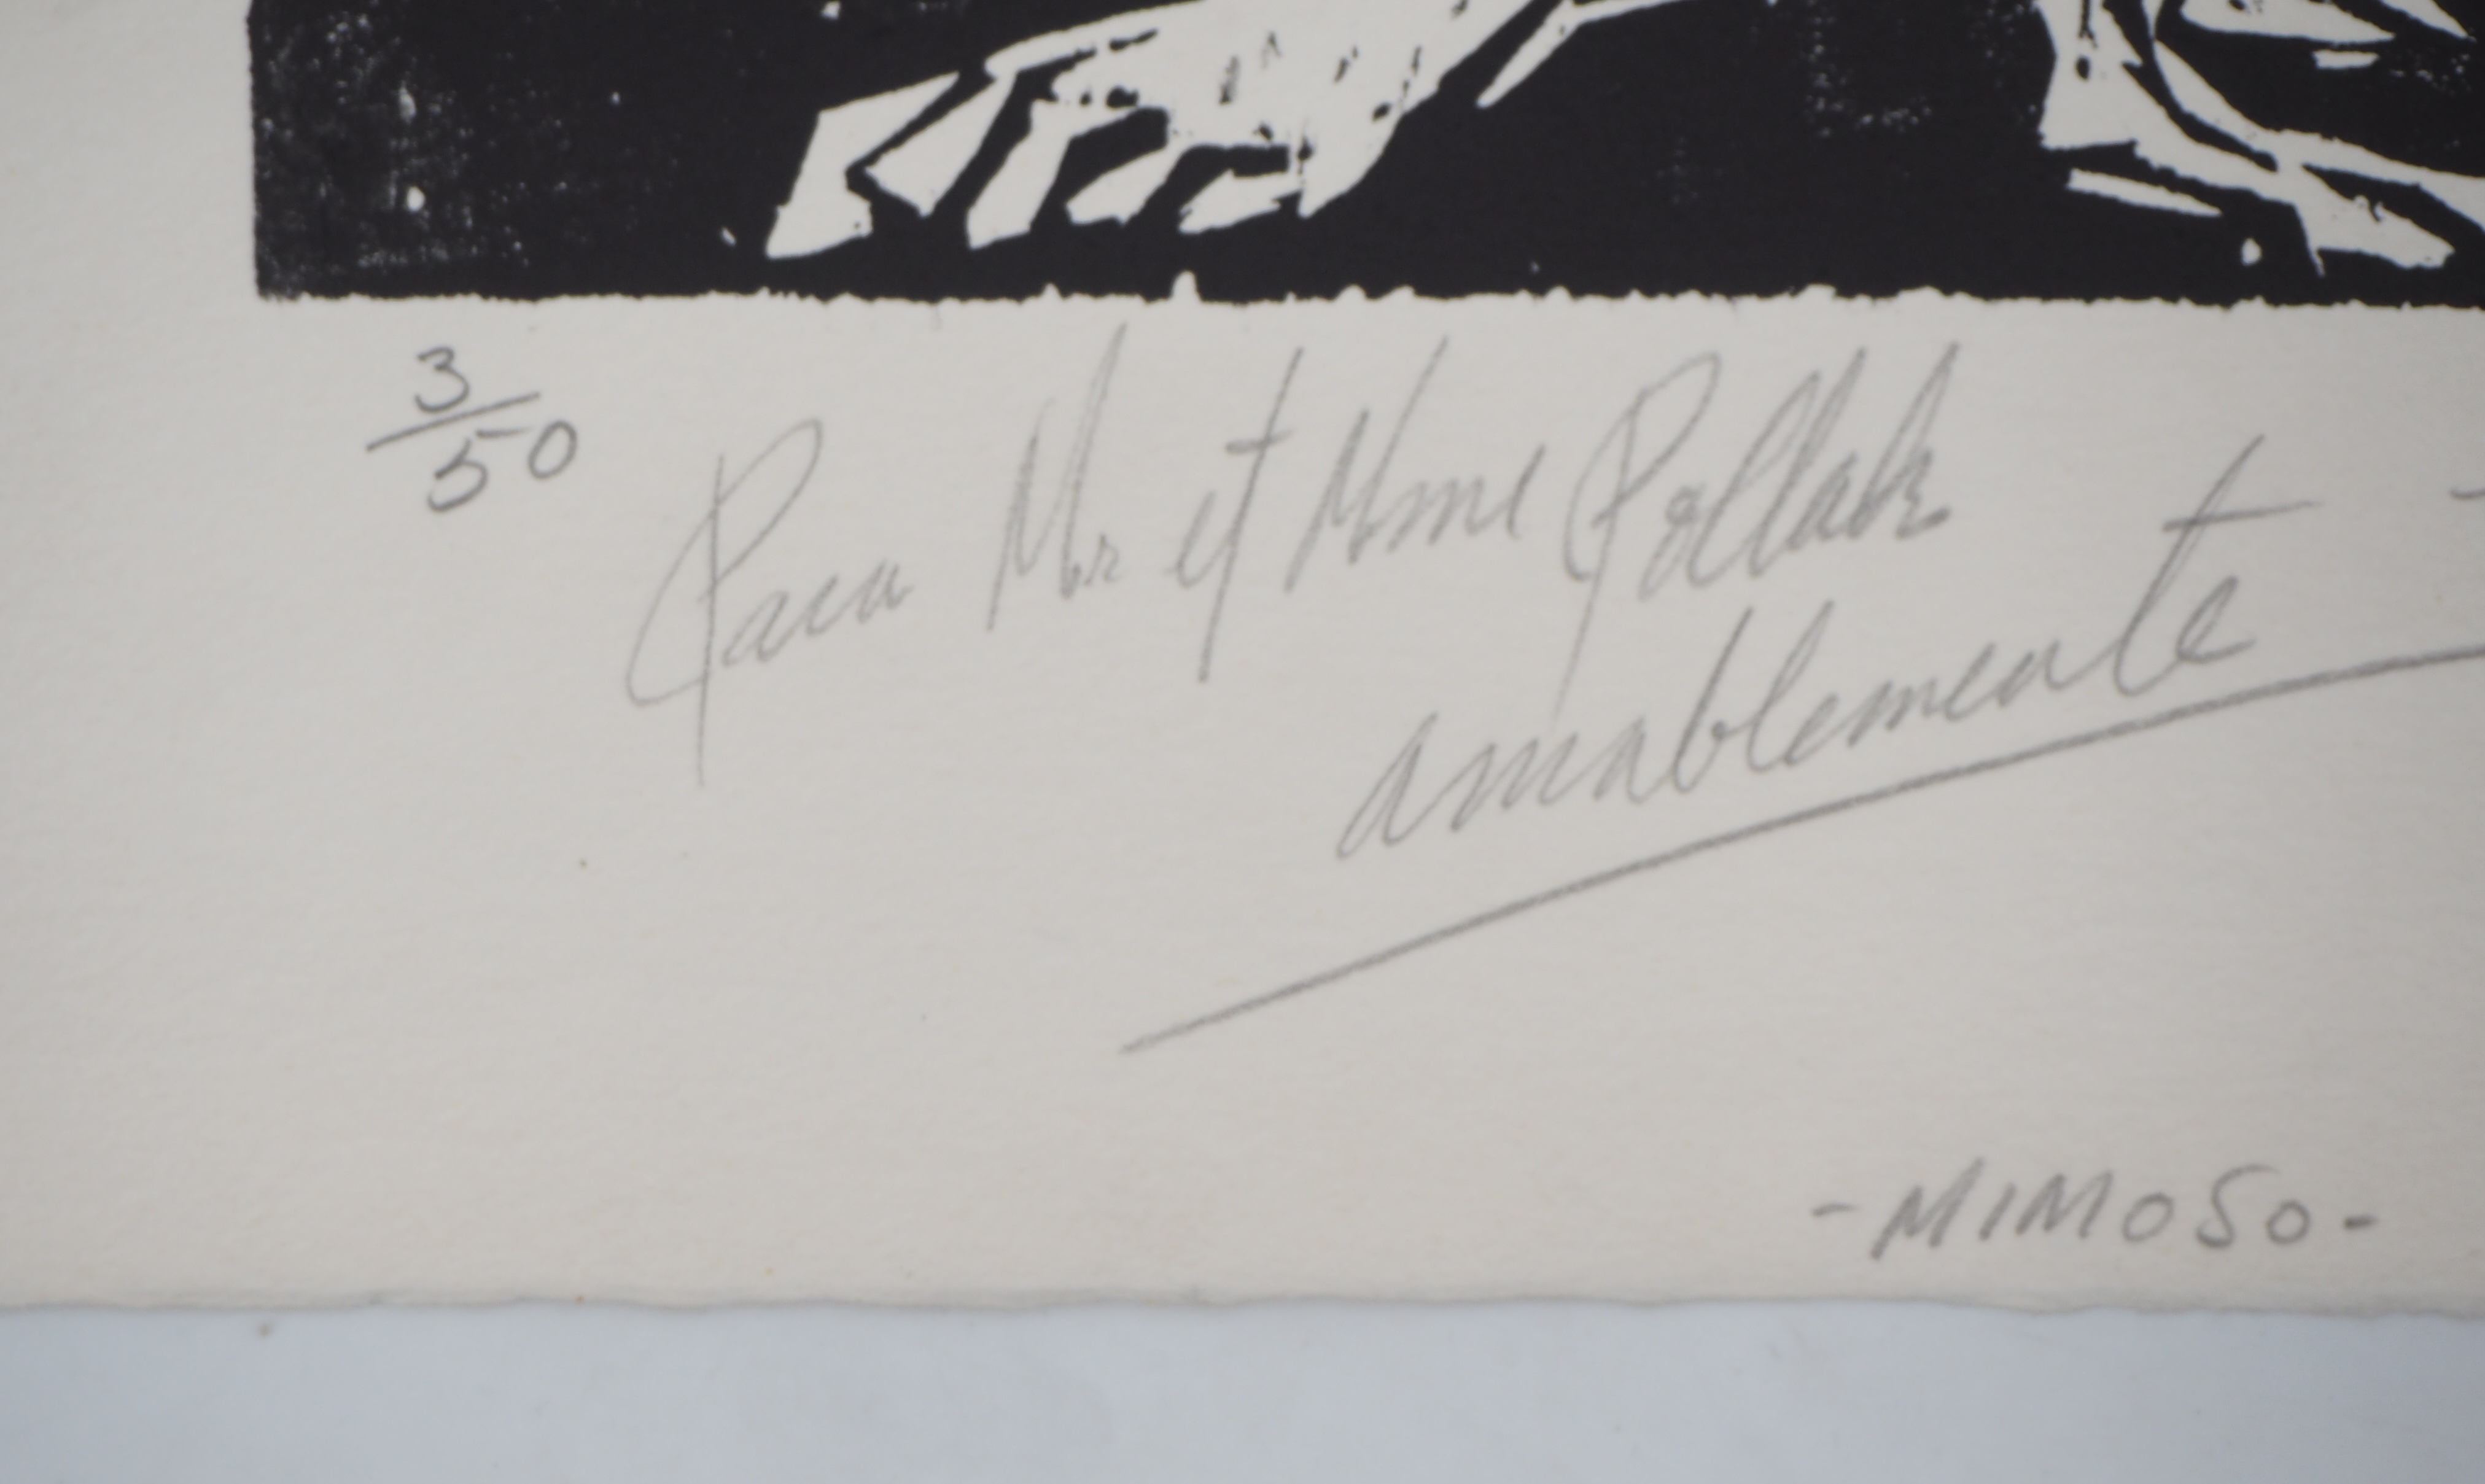 3/50
Para Mr et Mme Pollak
amablemente
- MIMOSO -